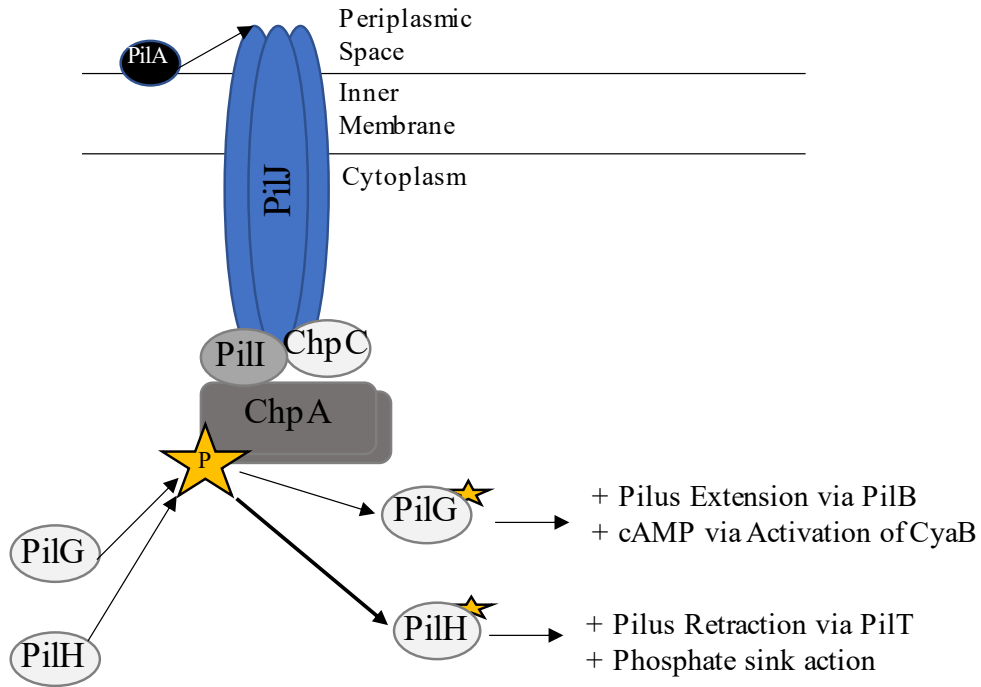 Periplasmic
Space
PilA
Inner
Membrane
Cytoplasm
PilJ
PilI
ChpC
ChpA
P
PilG
PilG
+ Pilus Extension via PilB
+ cAMP via Activation of CyaB
PilH
PilH
+ Pilus Retraction via PilT
+ Phosphate sink action